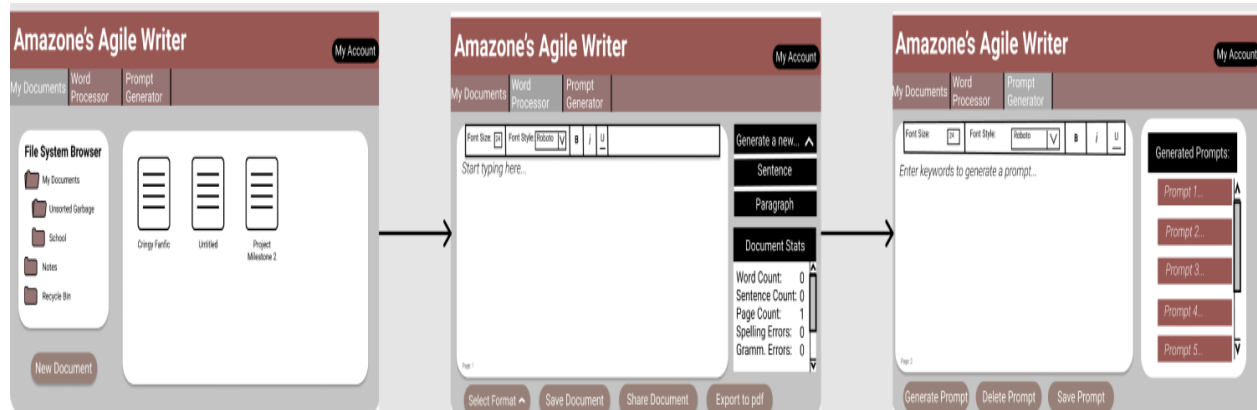 Amazone's Agile Writer
My Account
My Documents
Word
Processor
Prompt
Generator
File System Browser
My Documents
Unsorted Garbage
School
Notes
Recycle Bin
New Document
Cringy Fanfic
Untitled
Project
Milestone 2
Amazone's Agile Writer
My Account
My Documents
Word
Processor
Prompt
Generator
Font Size: 24 Font Style: Roboto V B i U
Start typing here...
Page: 1
Generate a new...
Sentence
Paragraph
Document Stats
Word Count: 0
Sentence Count: 0
Page Count: 1
Spelling Errors: 0
Gramm. Errors: 0
Select Format
Save Document
Share Document
Export to pdf
Amazone's Agile Writer
My Account
My Documents
Word
Processor
Prompt
Generator
Font Size: 24 Font Style: Roboto V B i U
Enter keywords to generate a prompt...
Page: 2
Generated Prompts:
Prompt 1...
Prompt 2...
Prompt 3...
Prompt 4...
Prompt 5...
Generate Prompt
Delete Prompt
Save Prompt